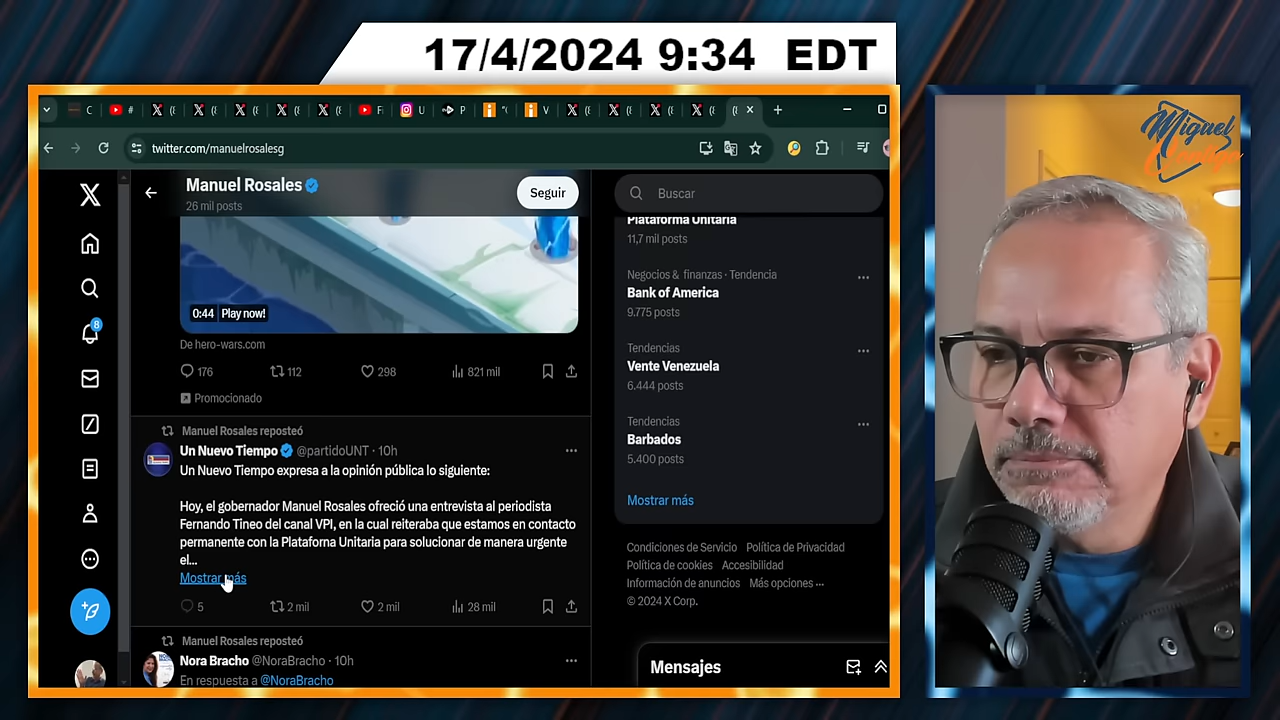 17/4/2024 9:34 EDT
Miguel
twitter.com/manuelrosalesg
Manuel Rosales
26 mil posts
Seguir
Buscar
0:44 Play now!
De hero-wars.com
176 112 298 821 mil
Promocionado
Manuel Rosales reposteó
Un Nuevo Tiempo @partidoUNT · 10h
Un Nuevo Tiempo expresa a la opinión pública lo siguiente:
Hoy, el gobernador Manuel Rosales ofreció una entrevista al periodista
Fernando Tineo del canal VPI, en la cual reiteraba que estamos en contacto
permanente con la Plataforna Unitaria para solucionar de manera urgente
el...
Mostrar más
5 2 mil 2 mil 28 mil
Manuel Rosales reposteó
Nora Bracho @NoraBracho · 10h
En respuesta a @NoraBracho
8
Plataforma Unitaria
11,7 mil posts
Negocios & finanzas · Tendencia
Bank of America
9.775 posts
Tendencias
Vente Venezuela
6.444 posts
Tendencias
Barbados
5.400 posts
Mostrar más
Condiciones de Servicio Política de Privacidad
Política de cookies Accesibilidad
Información de anuncios Más opciones ···
© 2024 X Corp.
Mensajes